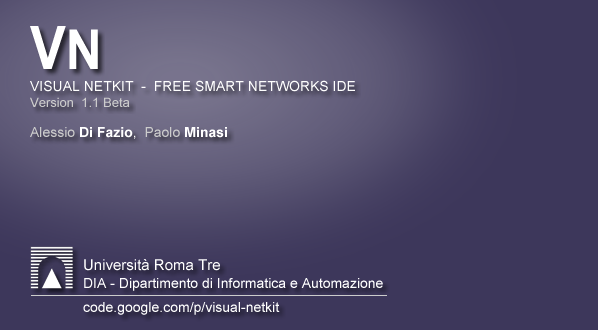 VN
VISUAL NETKIT - FREE SMART NETWORKS IDE
Version 1.1 Beta
Alessio Di Fazio, Paolo Minasi
Università Roma Tre
DIA - Dipartimento di Informatica e Automazione
code.google.com/p/visual-netkit